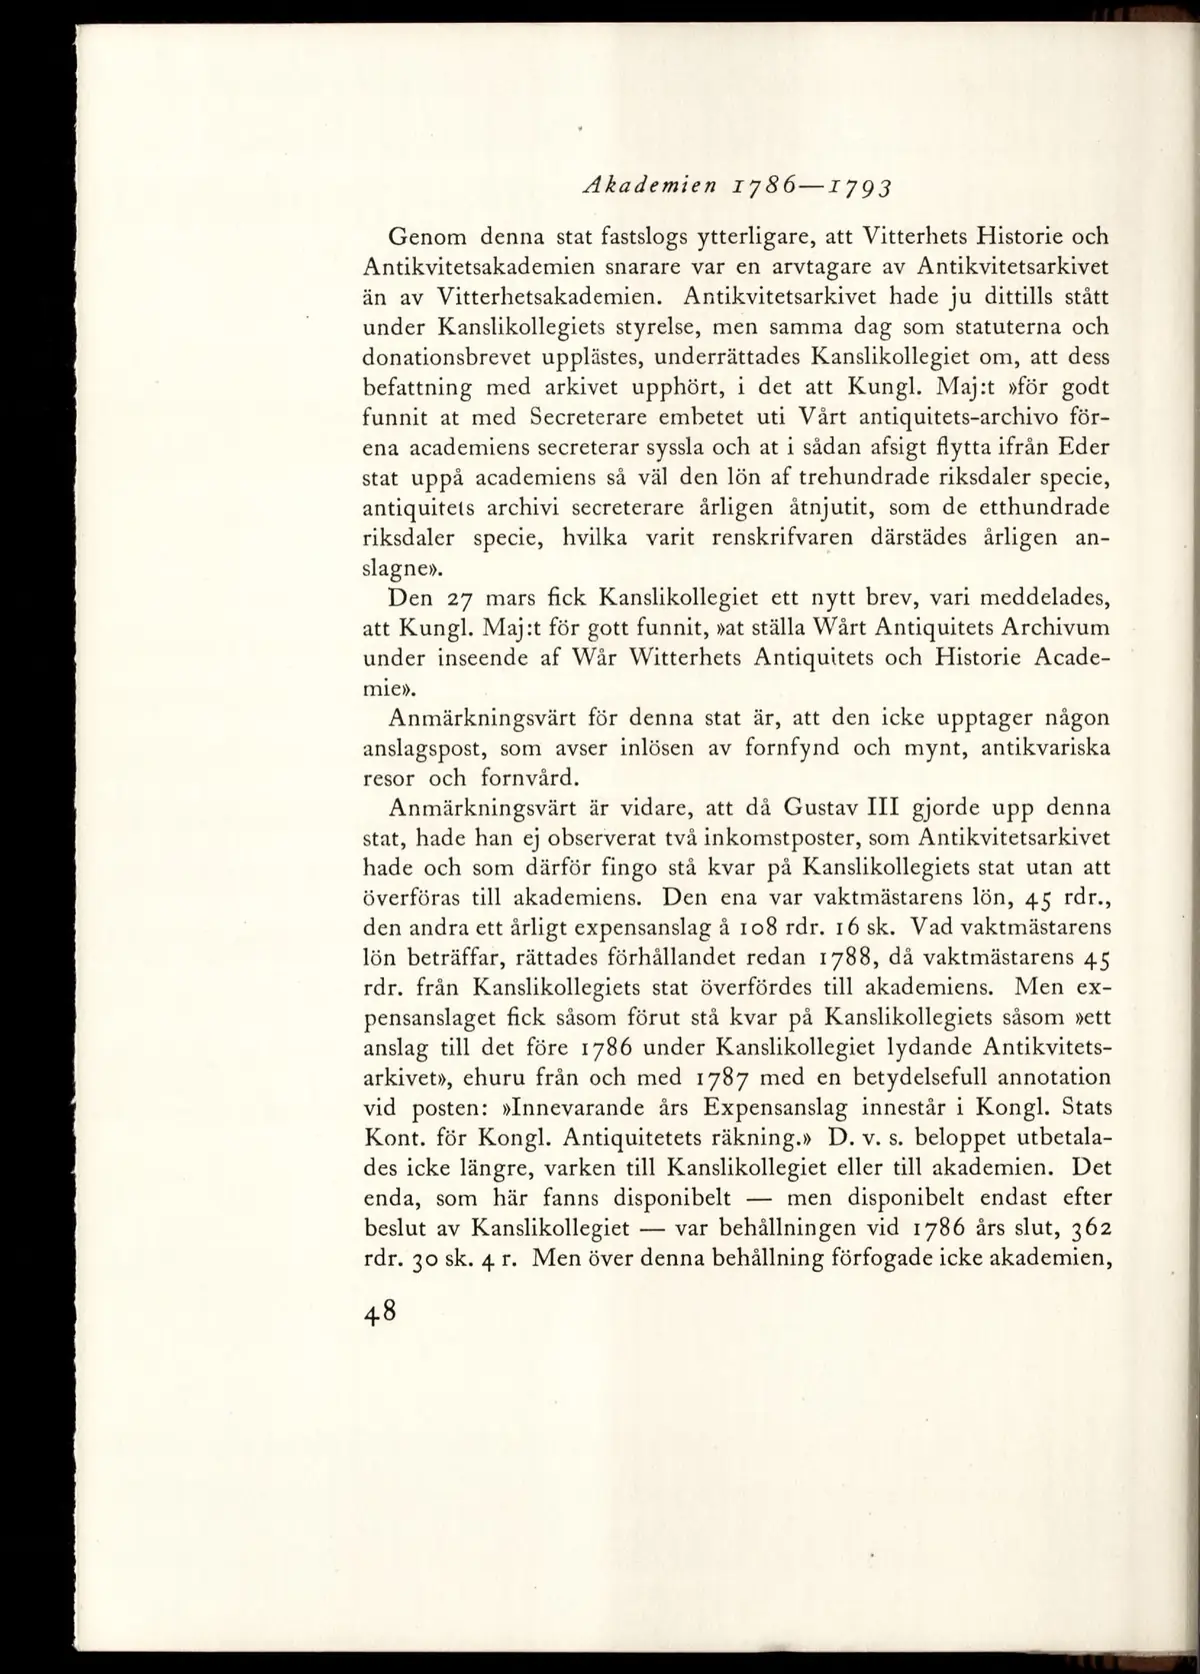 Akademien 1786—1793
Genom denna stat fastslogs ytterligare, att Vitterhets Historie och
Antikvitetsakademien snarare var en arvtagare av Antikvitetsarkivet
än av Vitterhetsakademien. Antikvitetsarkivet hade ju dittills stått
under Kanslikollegiets styrelse, men samma dag som statuterna och
donationsbrevet upplästes, underrättades Kanslikollegiet om, att dess
befattning med arkivet upphört, i det att Kungl. Maj:t »för godt
funnit at med Secreterare embetet uti Vårt antiquitets-archivo för-
ena academiens secreterar syssla och at i sådan afsigt flytta ifrån Eder
stat uppå academiens så väl den lön af trehundrade riksdaler specie,
antiquitets archivi secreterare årligen åtnjutit, som de etthundrade
riksdaler specie, hvilka varit renskrifvaren därstädes årligen an-
slagne».
Den 27 mars fick Kanslikollegiet ett nytt brev, vari meddelades,
att Kungl. Maj:t för gott funnit, »at ställa Wårt Antiquitets Archivum
under inseende af Wår Witterhets Antiquitets och Historie Acade-
mie».
Anmärkningsvärt för denna stat är, att den icke upptager någon
anslagspost, som avser inlösen av fornfynd och mynt, antikvariska
resor och fornvård.
Anmärkningsvärt är vidare, att då Gustav III gjorde upp denna
stat, hade han ej observerat två inkomstposter, som Antikvitetsarkivet
hade och som därför fingo stå kvar på Kanslikollegiets stat utan att
överföras till akademiens. Den ena var vaktmästarens lön, 45 rdr.,
den andra ett årligt expensanslag å 108 rdr. 16 sk. Vad vaktmästarens
lön beträffar, rättades förhållandet redan 1788, då vaktmästarens 45
rdr. från Kanslikollegiets stat överfördes till akademiens. Men ex-
pensanslaget fick såsom förut stå kvar på Kanslikollegiets såsom »ett
anslag till det före 1786 under Kanslikollegiet lydande Antikvitets-
arkivet», ehuru från och med 1787 med en betydelsefull annotation
vid posten: »Innevarande års Expensanslag innestår i Kongl. Stats
Kont. för Kongl. Antiquitetets räkning.» D. v. s. beloppet utbetala-
des icke längre, varken till Kanslikollegiet eller till akademien. Det
enda, som här fanns disponibelt — men disponibelt endast efter
beslut av Kanslikollegiet — var behållningen vid 1786 års slut, 362
rdr. 30 sk. 4 r. Men över denna behållning förfogade icke akademien,
48